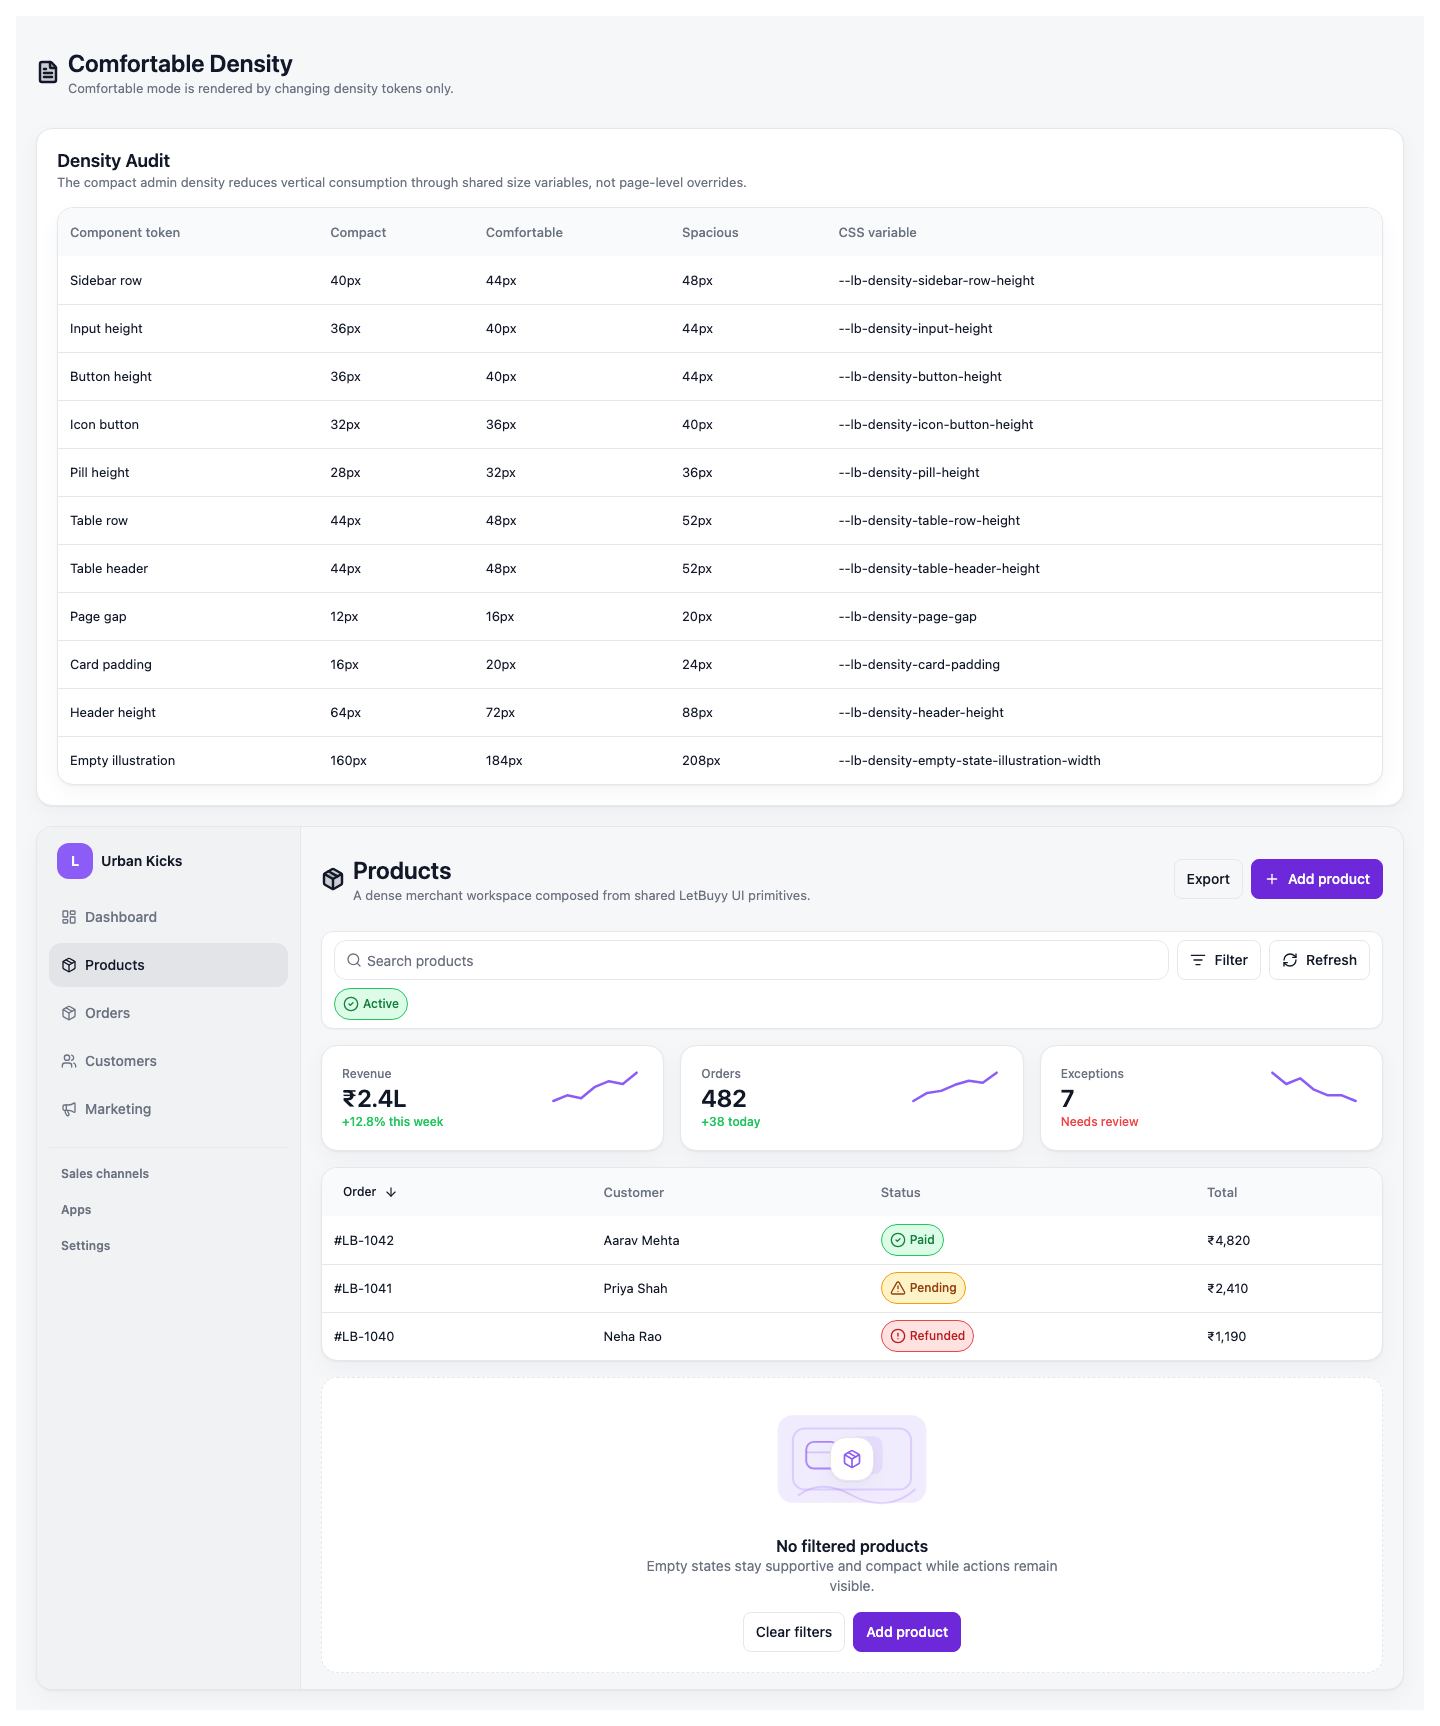 Comfortable Density
Comfortable mode is rendered by changing density tokens only.
Density Audit
The compact admin density reduces vertical consumption through shared size variables, not page-level overrides.
Component token Compact Comfortable Spacious CSS variable
Sidebar row 40px 44px 48px --lb-density-sidebar-row-height
Input height 36px 40px 44px --lb-density-input-height
Button height 36px 40px 44px --lb-density-button-height
Icon button 32px 36px 40px --lb-density-icon-button-height
Pill height 28px 32px 36px --lb-density-pill-height
Table row 44px 48px 52px --lb-density-table-row-height
Table header 44px 48px 52px --lb-density-table-header-height
Page gap 12px 16px 20px --lb-density-page-gap
Card padding 16px 20px 24px --lb-density-card-padding
Header height 64px 72px 88px --lb-density-header-height
Empty illustration 160px 184px 208px --lb-density-empty-state-illustration-width
L Urban Kicks
Dashboard
Products
Orders
Customers
Marketing
Sales channels
Apps
Settings
Products
A dense merchant workspace composed from shared LetBuyy UI primitives.
Export Add product
Search products Filter Refresh
Active
Revenue
₹2.4L
+12.8% this week
Orders
482
+38 today
Exceptions
7
Needs review
Order Customer Status Total
#LB-1042 Aarav Mehta Paid ₹4,820
#LB-1041 Priya Shah Pending ₹2,410
#LB-1040 Neha Rao Refunded ₹1,190
No filtered products
Empty states stay supportive and compact while actions remain
visible.
Clear filters Add product